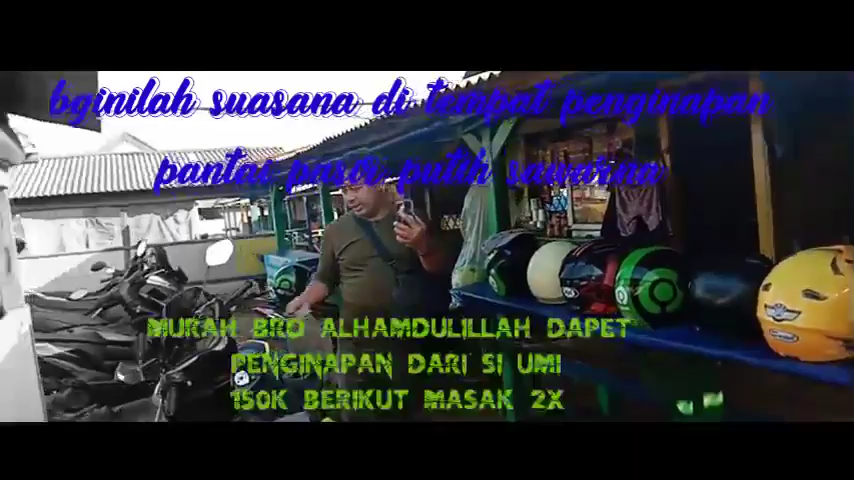 bginilah suasana di tempat penginapan
pantai pasir putih sawarna
MURAH BRO ALHAMDULILLAH DAPET
PENGINAPAN DARI SI UMI
150K BERIKUT MASAK 2X